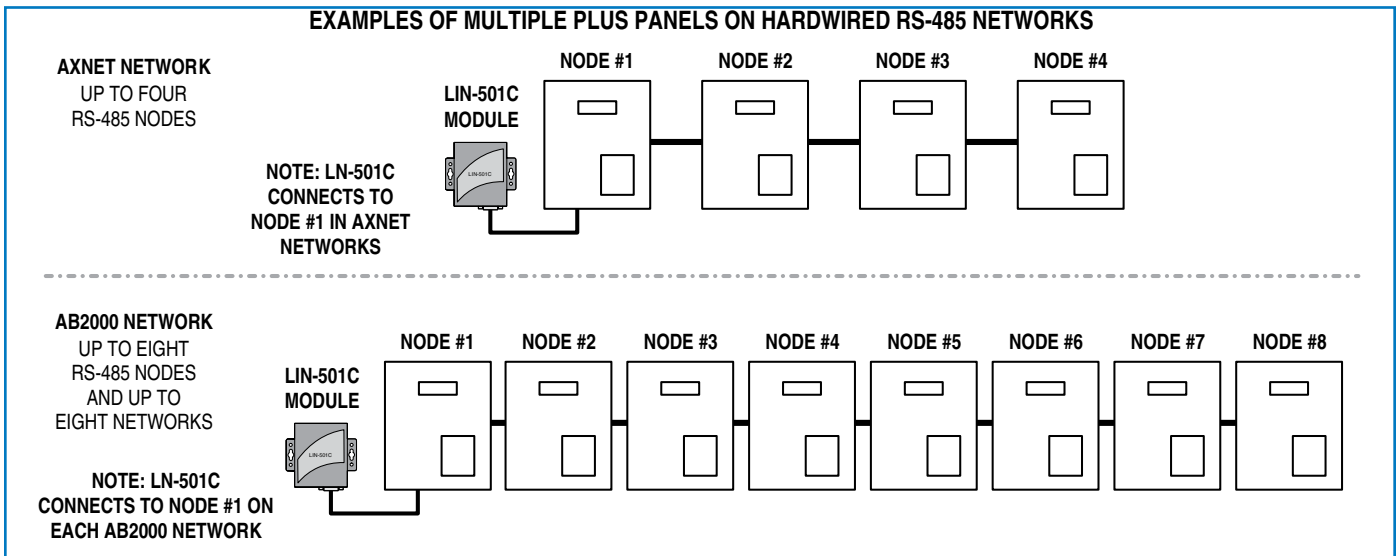 EXAMPLES OF MULTIPLE PLUS PANELS ON HARDWIRED RS-485 NETWORKS
AXNET NETWORK
UP TO FOUR
RS-485 NODES
LIN-501C
MODULE
NODE #1
NODE #2
NODE #3
NODE #4
LIN-501C
NOTE: LN-501C
CONNECTS TO
NODE #1 IN AXNET
NETWORKS
AB2000 NETWORK
UP TO EIGHT
RS-485 NODES
AND UP TO
EIGHT NETWORKS
LIN-501C
MODULE
NODE #1
NODE #2
NODE #3
NODE #4
NODE #5
NODE #6
NODE #7
NODE #8
LIN-501C
NOTE: LN-501C
CONNECTS TO NODE #1 ON
EACH AB2000 NETWORK